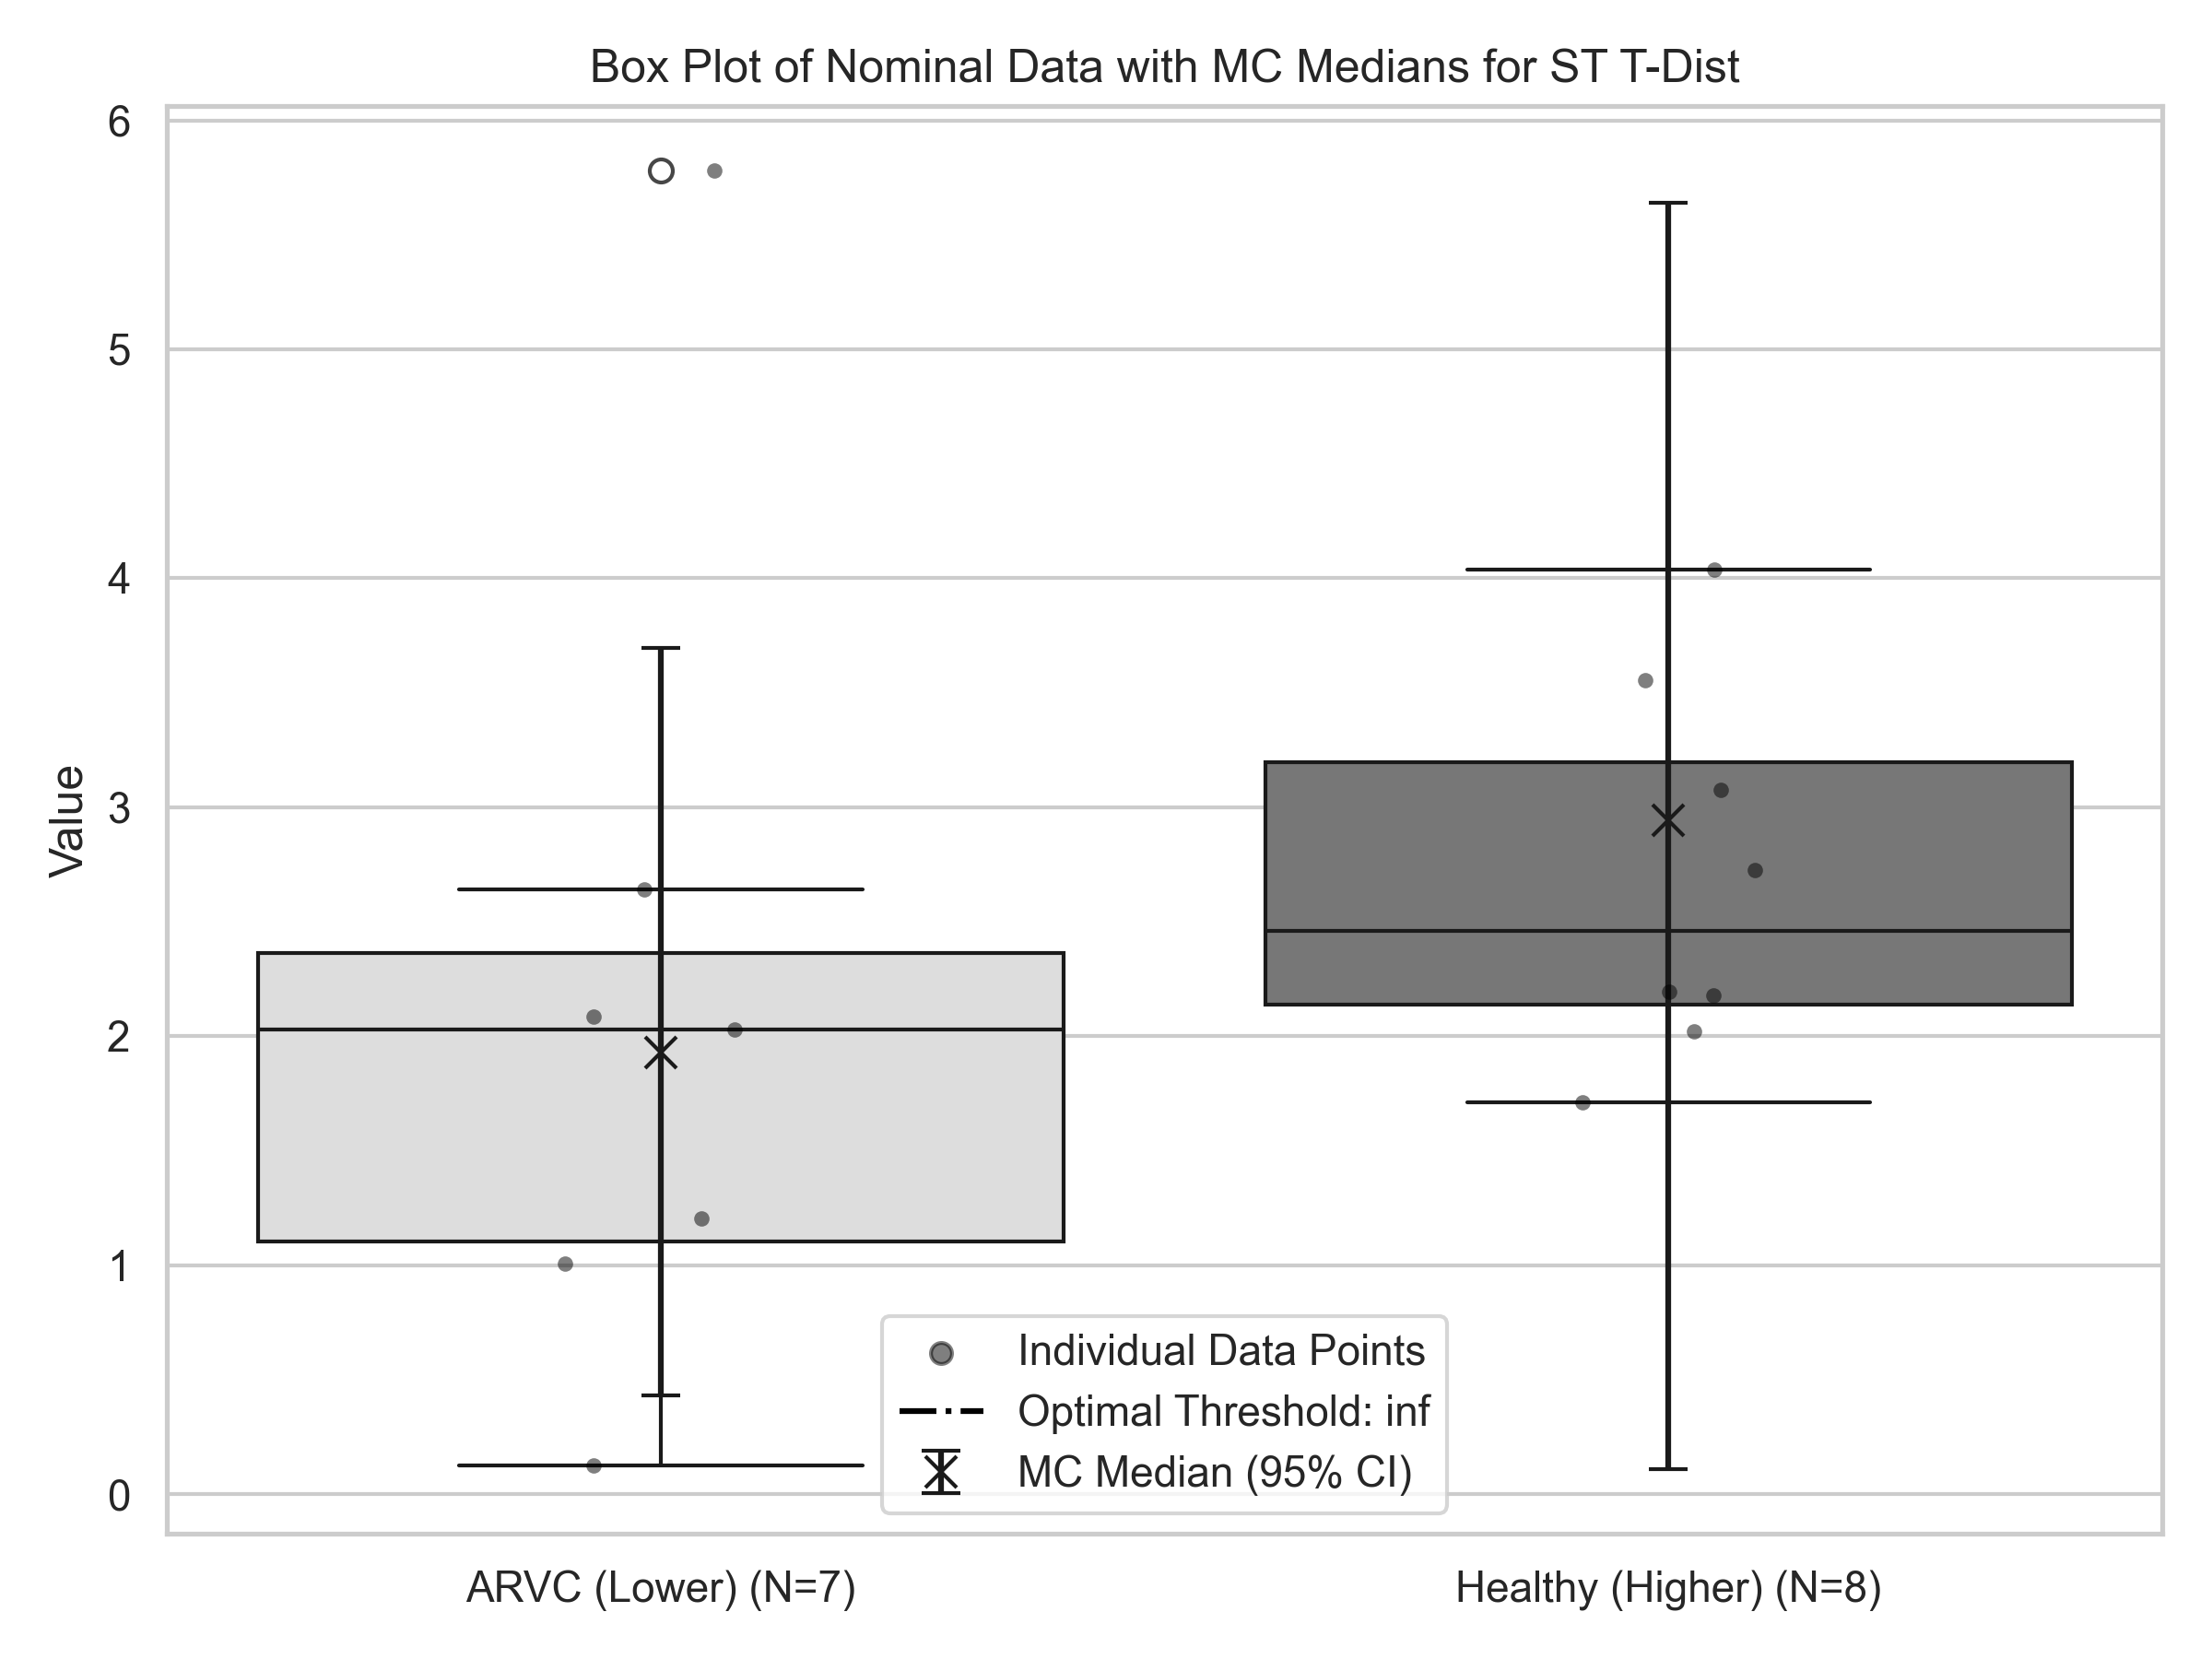 Box Plot of Nominal Data with MC Medians for ST T-Dist
6
5
4
3
2
1
0
Value
Individual Data Points
Optimal Threshold: inf
MC Median (95% CI)
ARVC (Lower) (N=7)
Healthy (Higher) (N=8)